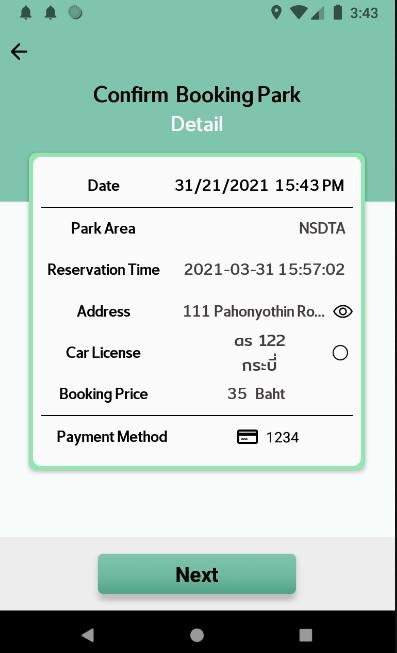 3:43
Confirm Booking Park
Detail
Date 31/21/2021 15:43 PM
Park Area NSDTA
Reservation Time 2021-03-31 15:57:02
Address 111 Pahonyothin Ro...
Car License ดร 122
กระบี่
Booking Price 35 Baht
Payment Method 1234
Next